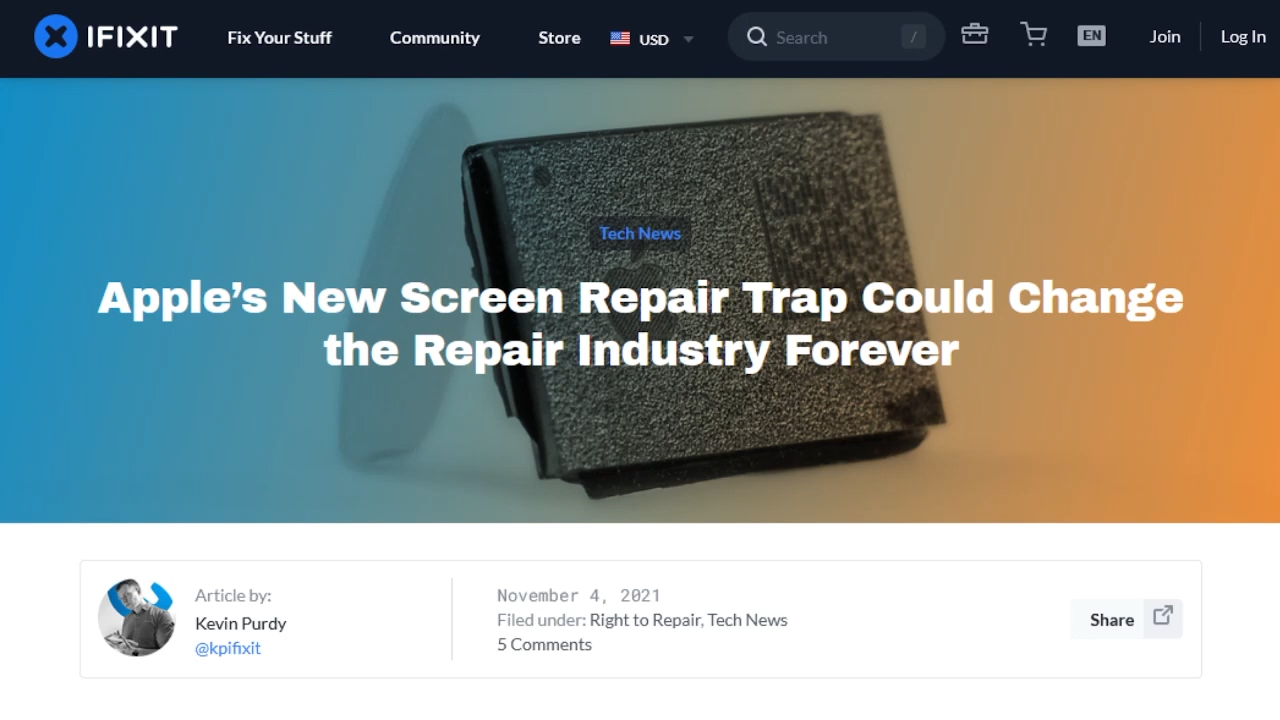 IFIXIT
Fix Your Stuff
Community
Store
USD
Search
/
EN
Join
Log In
Tech News
Apple’s New Screen Repair Trap Could Change
the Repair Industry Forever
Article by:
Kevin Purdy
@kpifixit
November 4, 2021
Filed under: Right to Repair, Tech News
5 Comments
Share